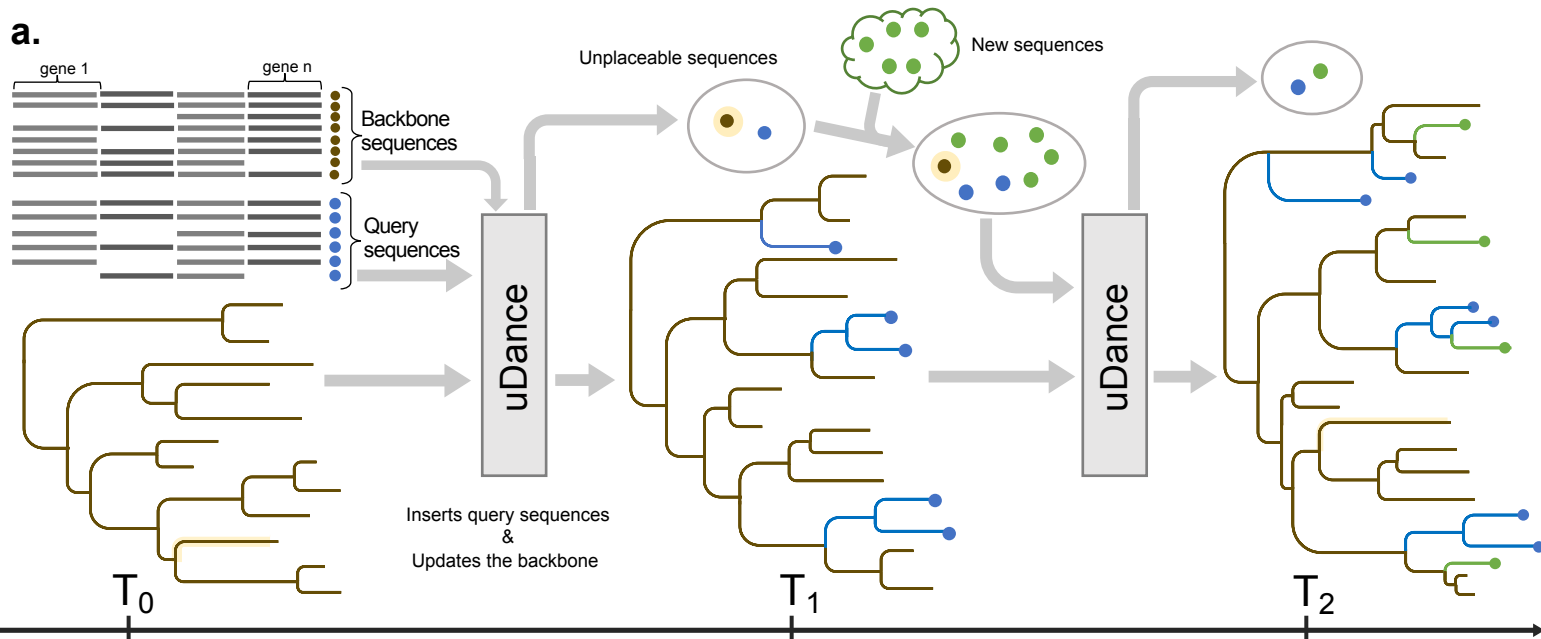 a.
gene 1
gene n
Backbone
sequences
Query
sequences
Unplaceable sequences
New sequences
uDance
uDance
Inserts query sequences
&
Updates the backbone
T0
T1
T2